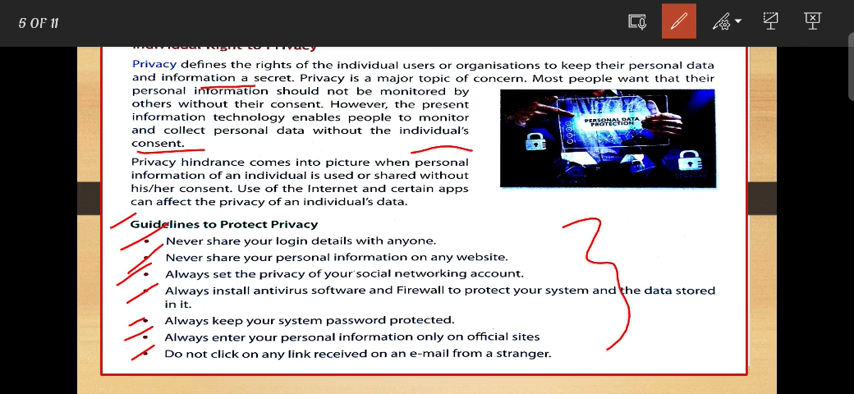 5 OF 11
Individual Right to Privacy
Privacy defines the rights of the individual users or organisations to keep their personal data
and information a secret. Privacy is a major topic of concern. Most people want that their
personal information should not be monitored by
others without their consent. However, the present
information technology enables people to monitor
and collect personal data without the individual's
consent.
PERSONAL DATA
PROTECTION
Privacy hindrance comes into picture when personal
information of an individual is used or shared without
his/her consent. Use of the Internet and certain apps
can affect the privacy of an individual's data.
Guidelines to Protect Privacy
• Never share your login details with anyone.
• Never share your personal information on any website.
• Always set the privacy of your social networking account.
• Always install antivirus software and Firewall to protect your system and the data stored
in it.
• Always keep your system password protected.
• Always enter your personal information only on official sites
• Do not click on any link received on an e-mail from a stranger.